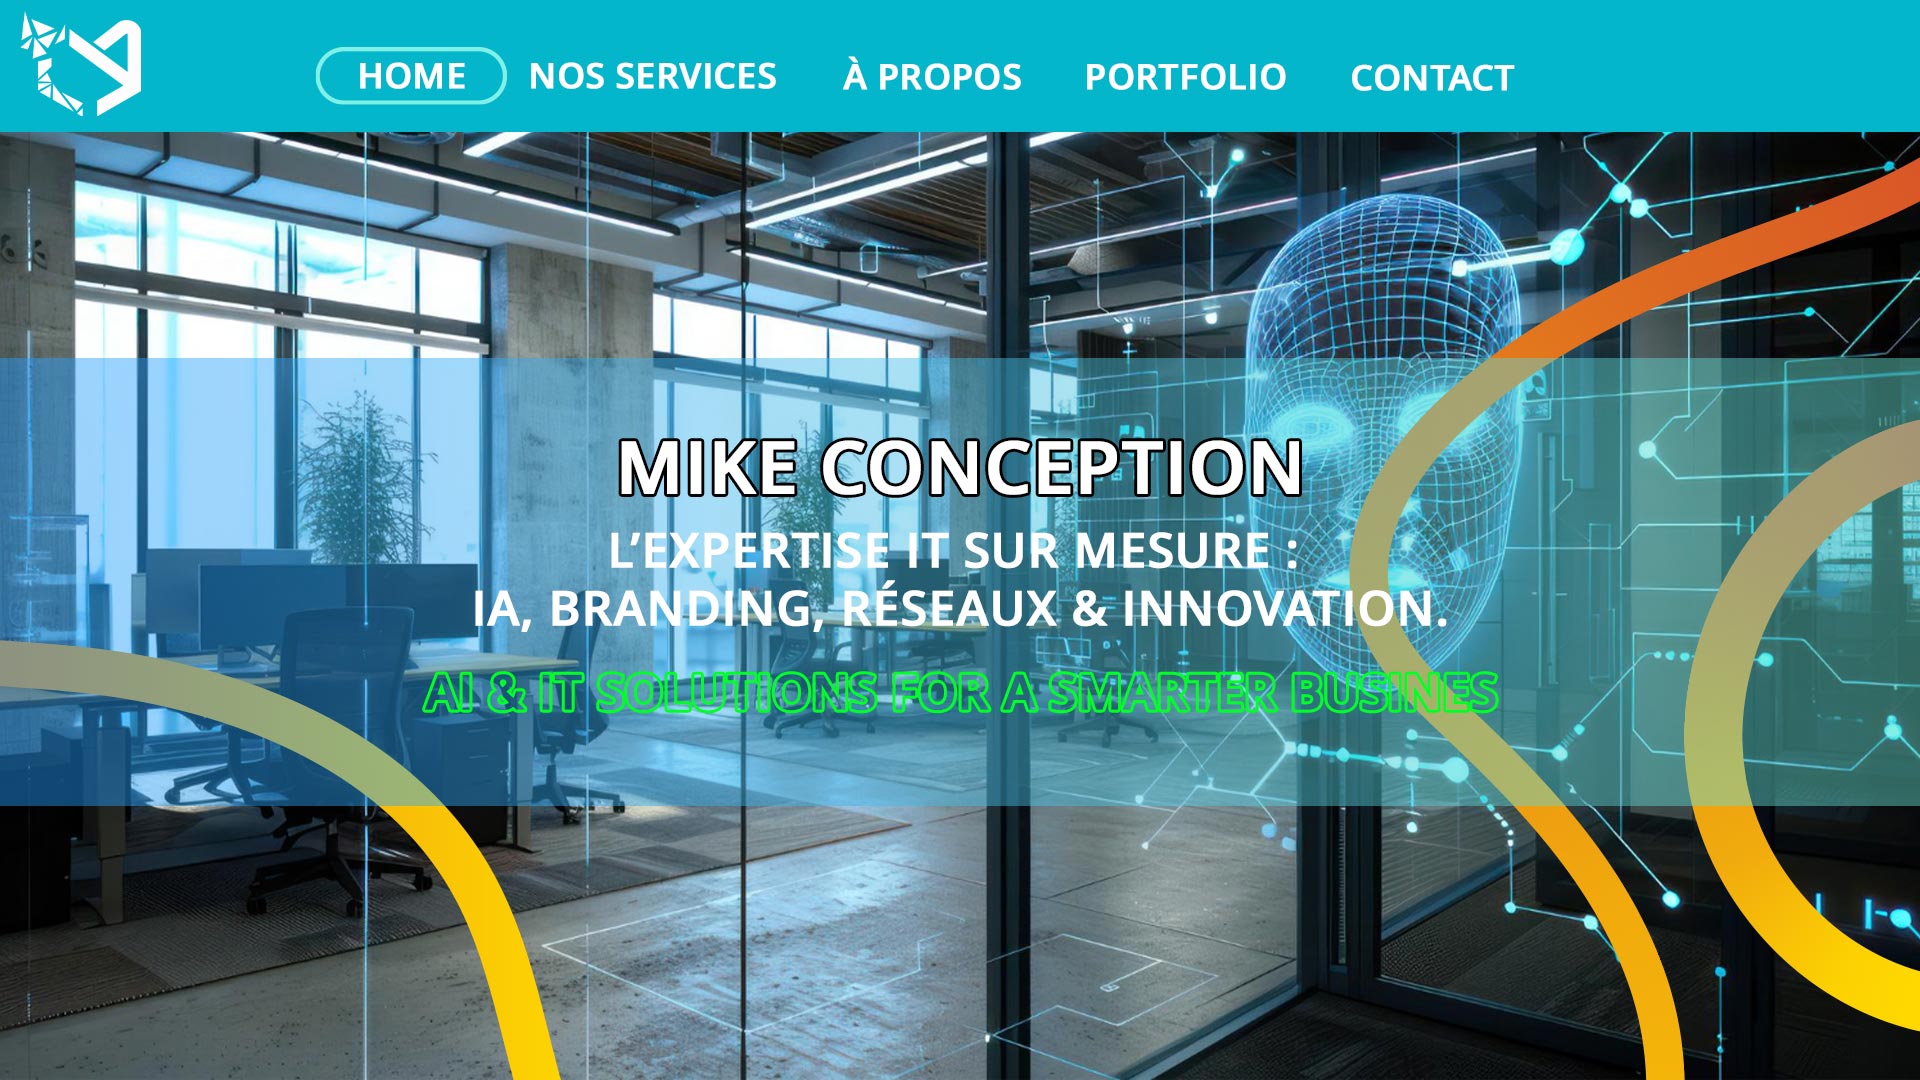 HOME NOS SERVICES À PROPOS PORTFOLIO CONTACT
MIKE CONCEPTION
L’EXPERTISE IT SUR MESURE :
IA, BRANDING, RÉSEAUX & INNOVATION.
AI & IT SOLUTIONS FOR A SMARTER BUSINES